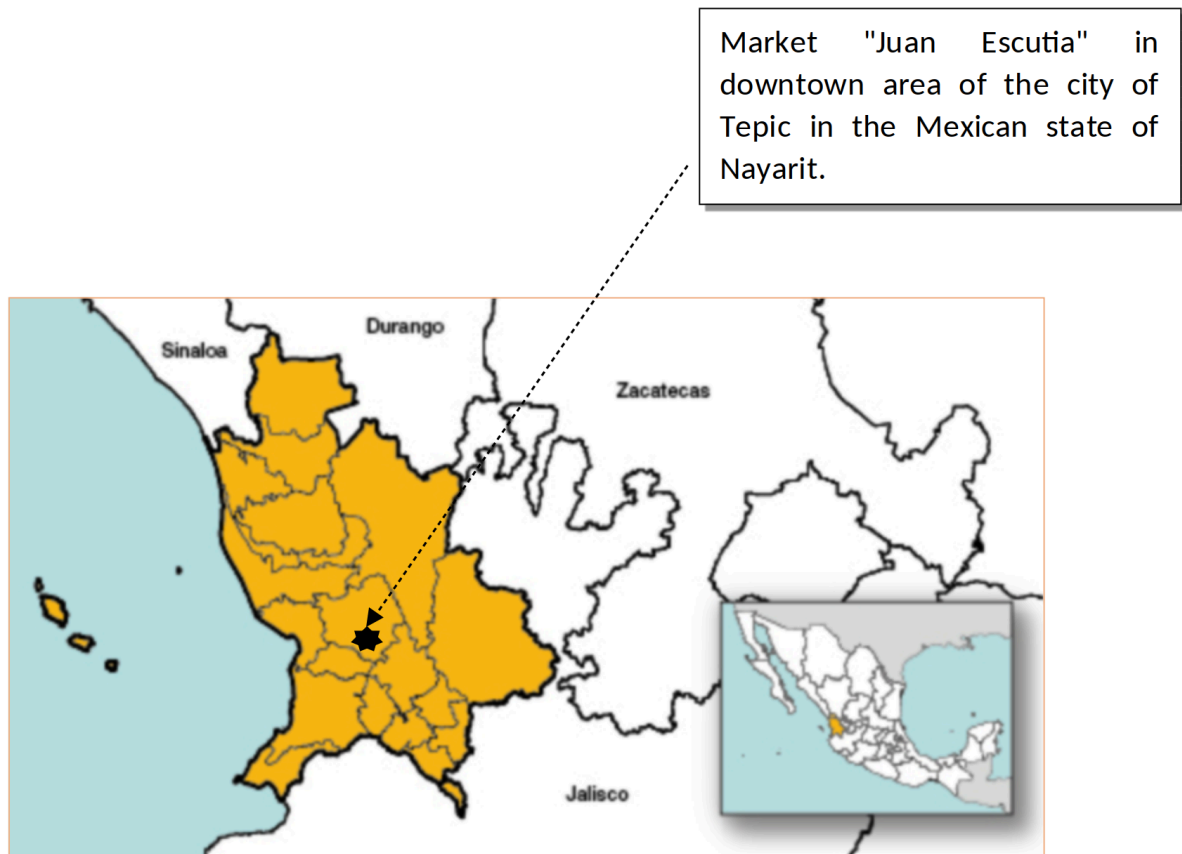 Market "Juan Escutia" in
downtown area of the city of
Tepic in the Mexican state of
Nayarit.
Durango
Sinaloa
Zacatecas
Jalisco